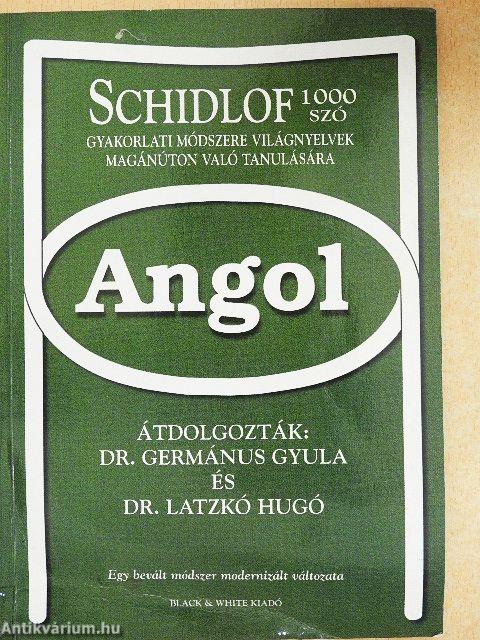 SCHIDLOF 1000 SZÓ
GYAKORLATI MÓDSZERE VILÁGNYELVEK
MAGÁNÚTON VALÓ TANULÁSÁRA
Angol
ÁTDOLGOZTÁK:
DR. GERMÁNUS GYULA
ÉS
DR. LATZKÓ HUGÓ
Egy bevált módszer modernizált változata
BLACK & WHITE KIADÓ
Antikvárium.hu